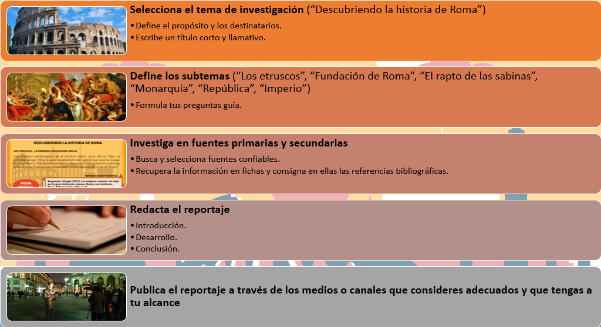 Selecciona el tema de investigación (“Descubriendo la historia de Roma”)
• Define el propósito y los destinatarios.
• Escribe un título corto y llamativo.
Define los subtemas (“Los etruscos”, “Fundación de Roma”, “El rapto de las sabinas”,
“Monarquía”, “República”, “Imperio”)
• Formula tus preguntas guía.
DESCUBRIENDO LA HISTORIA DE ROMA
Investiga en fuentes primarias y secundarias
• Busca y selecciona fuentes confiables.
• Recupera la información en fichas y consigna en ellas las referencias bibliográficas.
Redacta el reportaje
• Introducción.
• Desarrollo.
• Conclusión.
Publica el reportaje a través de los medios o canales que consideres adecuados y que tengas a
tu alcance